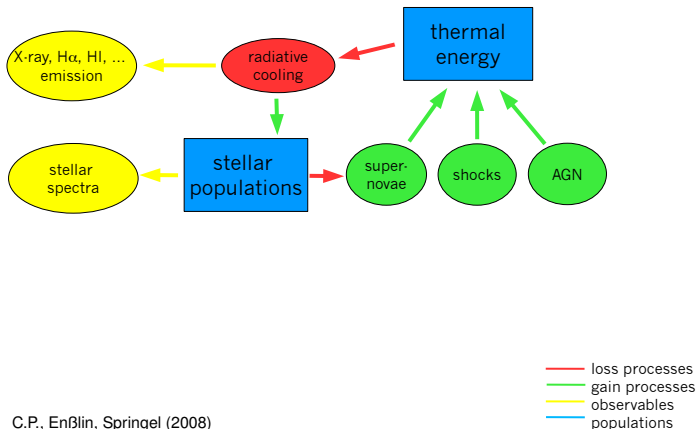 X-ray, Hα, HI, ...
emission
radiative
cooling
thermal
energy
stellar
spectra
stellar
populations
super-
novae
shocks
AGN
loss processes
gain processes
observables
populations
C.P., Enßlin, Springel (2008)